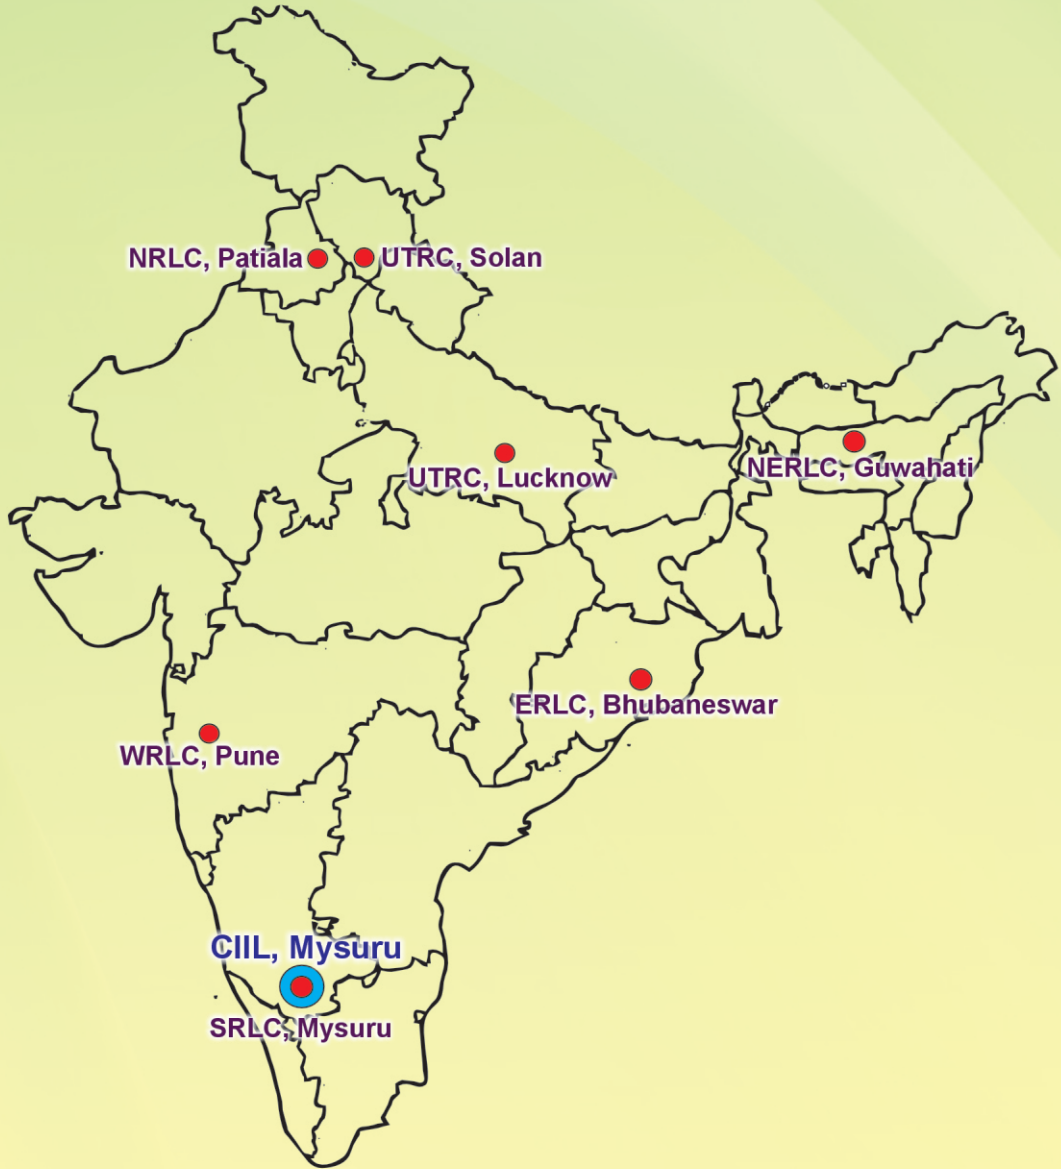 NRLC, Patiala
UTRC, Solan
UTRC, Lucknow
NERLC, Guwahati
ERLC, Bhubaneswar
WRLC, Pune
CIIL, Mysuru
SRLC, Mysuru